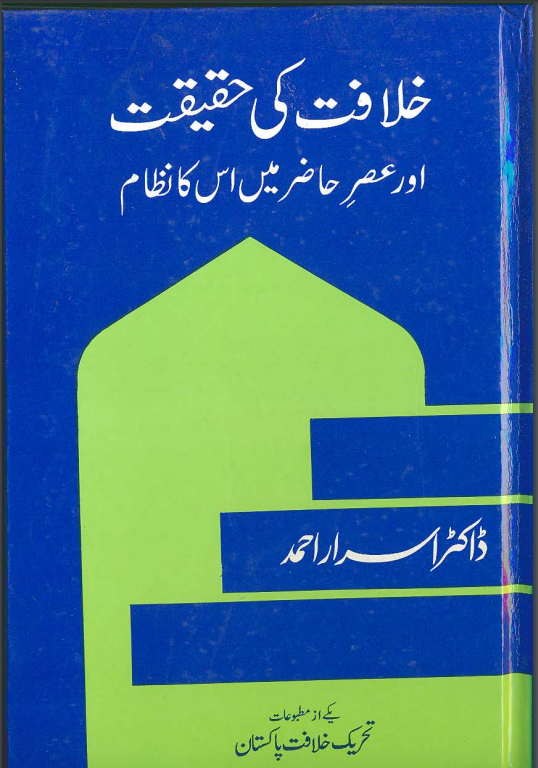 خلافت کی حقیقت
اور عصرِ حاضر میں اس کا نظام
ڈاکٹر اسرار احمد
یکے از مطبوعات
تحریک خلافت پاکستان